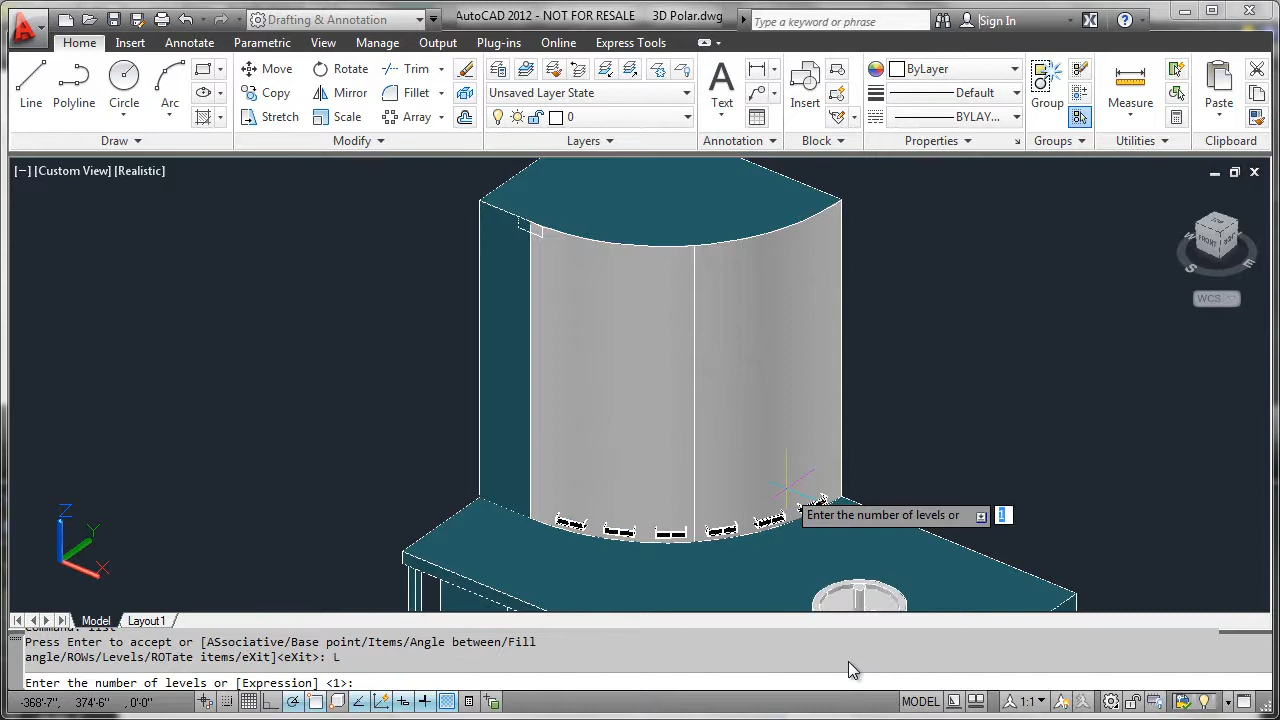 Drafting & Annotation
AutoCAD 2012 - NOT FOR RESALE 3D Polar.dwg
Type a keyword or phrase
Sign In
Home Insert Annotate Parametric View Manage Output Plug-ins Online Express Tools
Line Polyline Circle Arc
Move Rotate Trim
Copy Mirror Fillet
Stretch Scale Array
Unsaved Layer State
0
Text
Insert
ByLayer
Default
BYLAY...
Group
Measure
Paste
Draw Modify Layers Annotation Block Properties Groups Utilities Clipboard
[−] [Custom View] [Realistic]
TOP
FRONT
W
S
E
WCS
Z
Y
X
Enter the number of levels or 1
Model Layout1
Command: list
Press Enter to accept or [ASsociative/Base point/Items/Angle between/Fill
angle/ROWs/Levels/ROTate items/eXit]<eXit>: L
Enter the number of levels or [Expression] <1>:
-368'-7", 374'-6", 0'-0"
MODEL
1:1